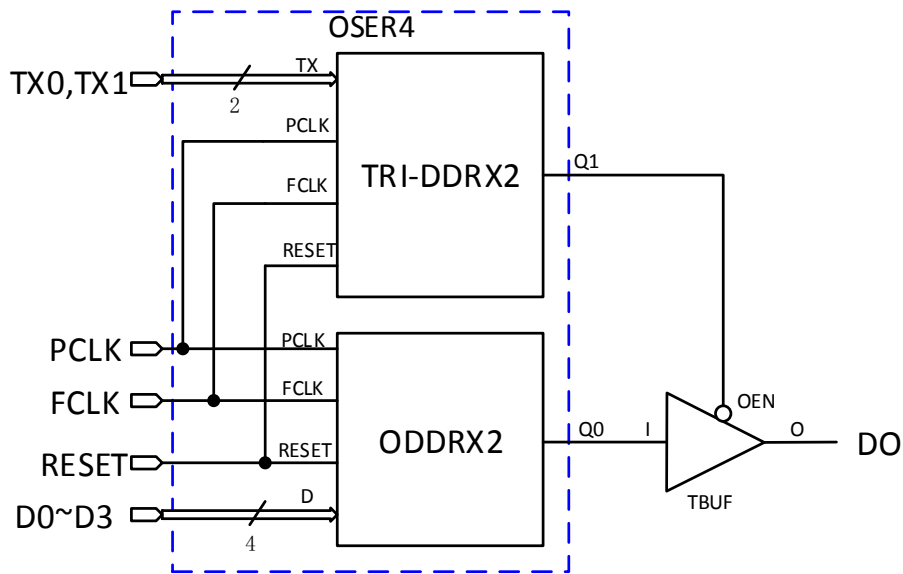 OSER4
TX0,TX1
2
TX
PCLK
FCLK
RESET
TRI-DDRX2
Q1
PCLK
FCLK
RESET
D0~D3
4
PCLK
FCLK
RESET
D
ODDRX2
Q0
I
OEN
O
DO
TBUF